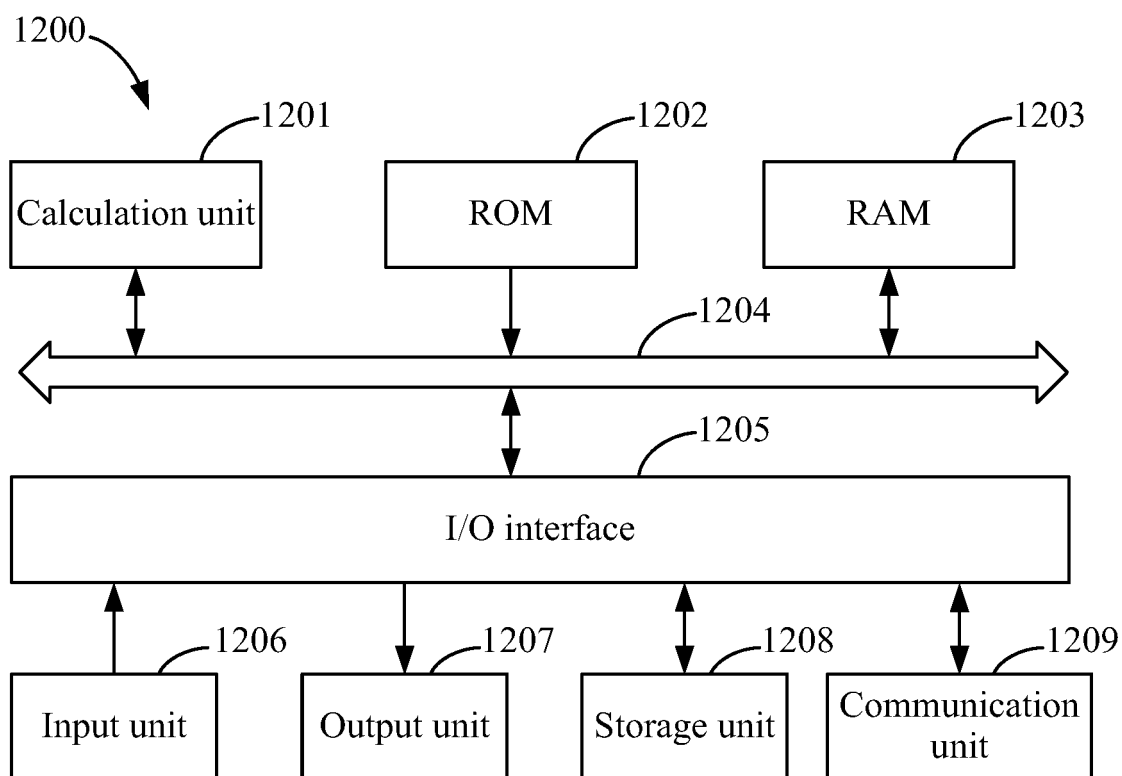 1200
1201
1202
1203
Calculation unit
ROM
RAM
1204
1205
I/O interface
1206
1207
1208
1209
Input unit
Output unit
Storage unit
Communication
unit